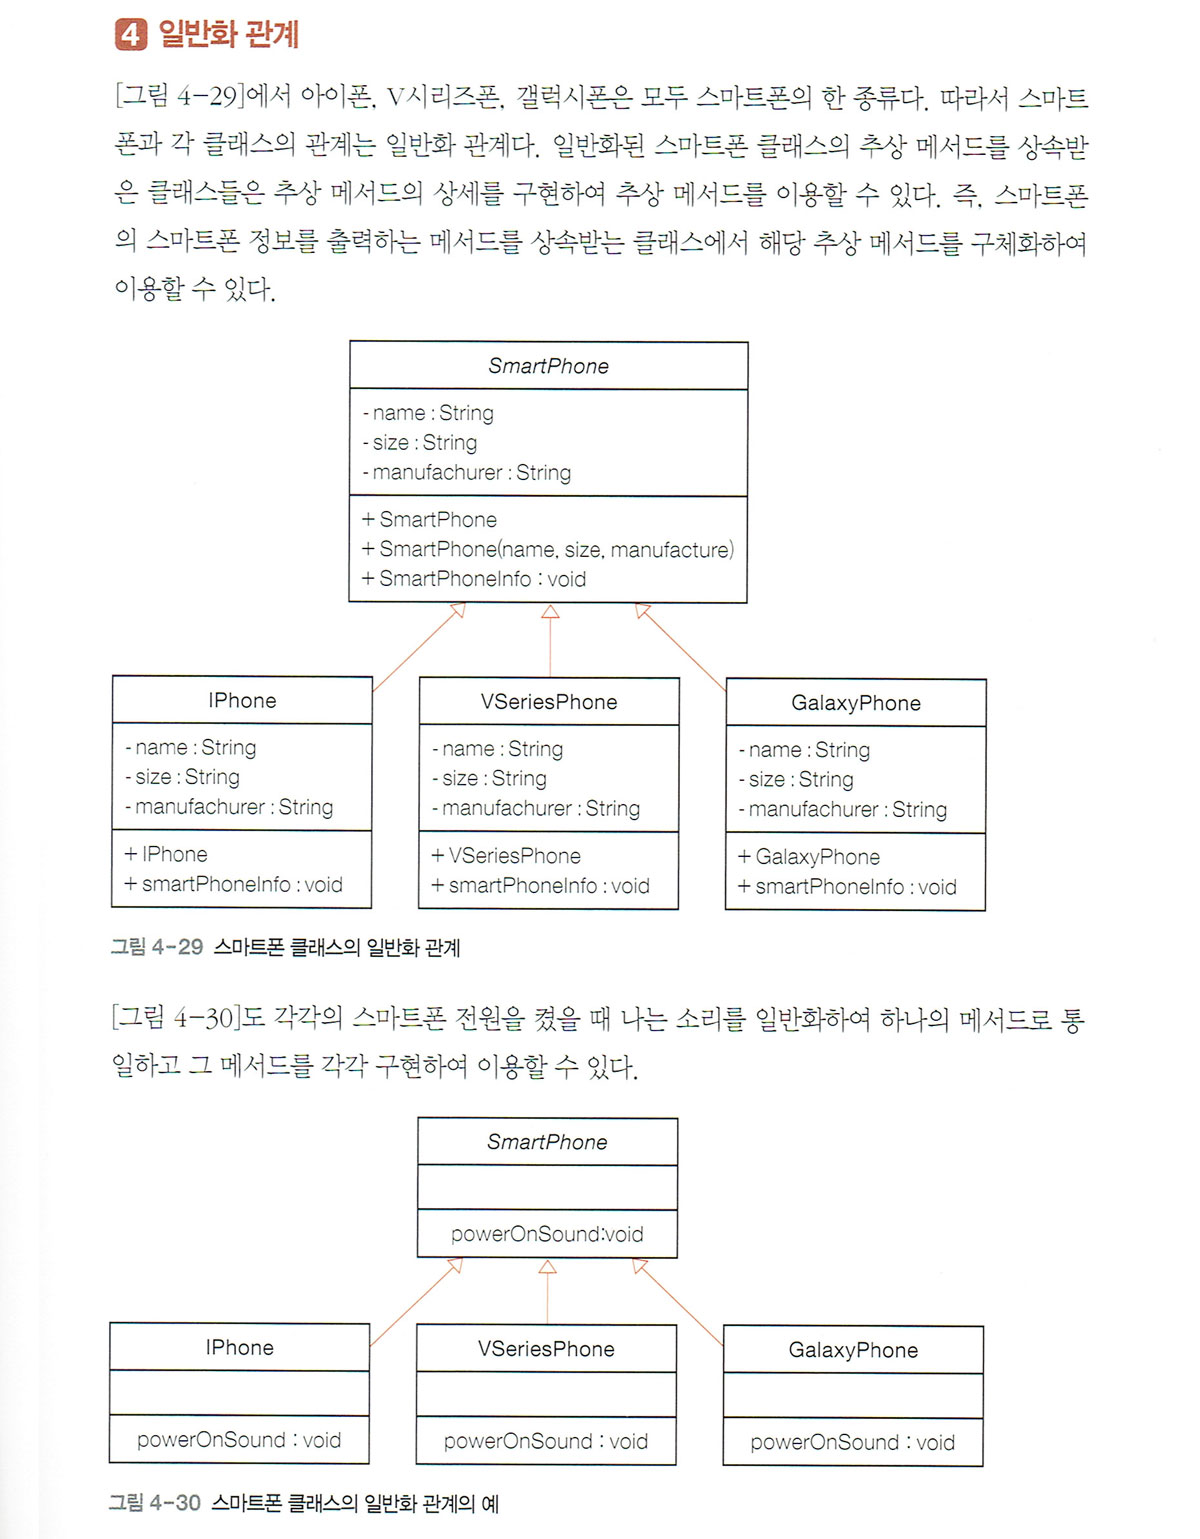 4 일반화 관계
[그림 4-29]에서 아이폰, V시리즈폰, 갤럭시폰은 모두 스마트폰의 한 종류다. 따라서 스마트
폰과 각 클래스의 관계는 일반화 관계다. 일반화된 스마트폰 클래스의 추상 메서드를 상속받
은 클래스들은 추상 메서드의 상세를 구현하여 추상 메서드를 이용할 수 있다. 즉, 스마트폰
의 스마트폰 정보를 출력하는 메서드를 상속받는 클래스에서 해당 추상 메서드를 구체화하여
이용할 수 있다.
SmartPhone
- name : String
- size : String
- manufachurer : String
+ SmartPhone
+ SmartPhone(name, size, manufacture)
+ SmartPhoneInfo : void
IPhone
- name : String
- size : String
- manufachurer : String
+ IPhone
+ smartPhoneInfo : void
VSeriesPhone
- name : String
- size : String
- manufachurer : String
+ VSeriesPhone
+ smartPhoneInfo : void
GalaxyPhone
- name : String
- size : String
- manufachurer : String
+ GalaxyPhone
+ smartPhoneInfo : void
그림 4-29 스마트폰 클래스의 일반화 관계
[그림 4-30]도 각각의 스마트폰 전원을 켰을 때 나는 소리를 일반화하여 하나의 메서드로 통
일하고 그 메서드를 각각 구현하여 이용할 수 있다.
SmartPhone
powerOnSound:void
IPhone
powerOnSound : void
VSeriesPhone
powerOnSound : void
GalaxyPhone
powerOnSound : void
그림 4-30 스마트폰 클래스의 일반화 관계의 예